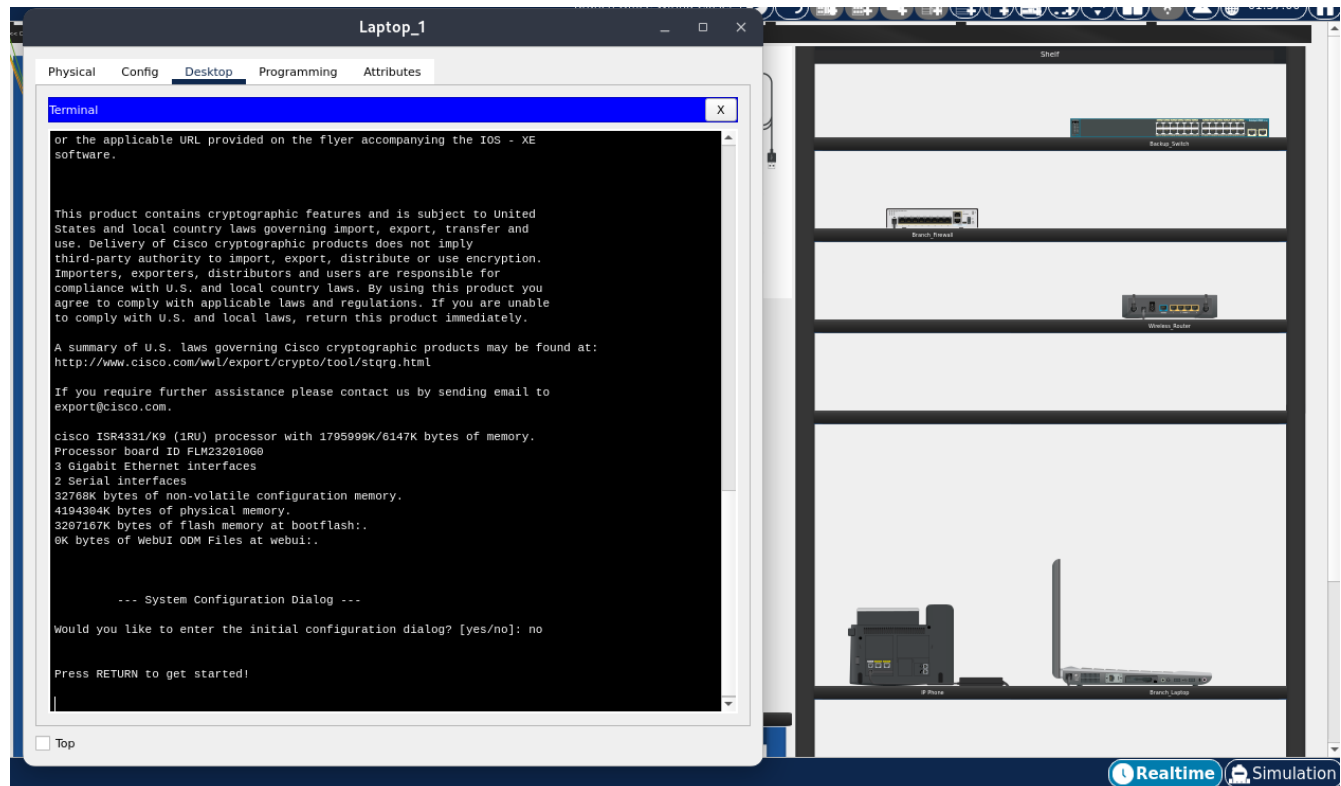 Laptop_1
Physical Config Desktop Programming Attributes
Terminal X
or the applicable URL provided on the flyer accompanying the IOS - XE
software.
This product contains cryptographic features and is subject to United
States and local country laws governing import, export, transfer and
use. Delivery of Cisco cryptographic products does not imply
third-party authority to import, export, distribute or use encryption.
Importers, exporters, distributors and users are responsible for
compliance with U.S. and local country laws. By using this product you
agree to comply with applicable laws and regulations. If you are unable
to comply with U.S. and local laws, return this product immediately.
A summary of U.S. laws governing Cisco cryptographic products may be found at:
http://www.cisco.com/wwl/export/crypto/tool/stqrg.html
If you require further assistance please contact us by sending email to
export@cisco.com.
cisco ISR4331/K9 (1RU) processor with 1795999K/6147K bytes of memory.
Processor board ID FLM232010G0
3 Gigabit Ethernet interfaces
2 Serial interfaces
32768K bytes of non-volatile configuration memory.
4194304K bytes of physical memory.
3207167K bytes of flash memory at bootflash:.
0K bytes of WebUI ODM Files at webui:.
--- System Configuration Dialog ---
Would you like to enter the initial configuration dialog? [yes/no]: no
Press RETURN to get started!
Top
Shelf
Backup_Switch
Branch_Firewall
Wireless_Router
IP Phone
Branch_Laptop
Realtime Simulation